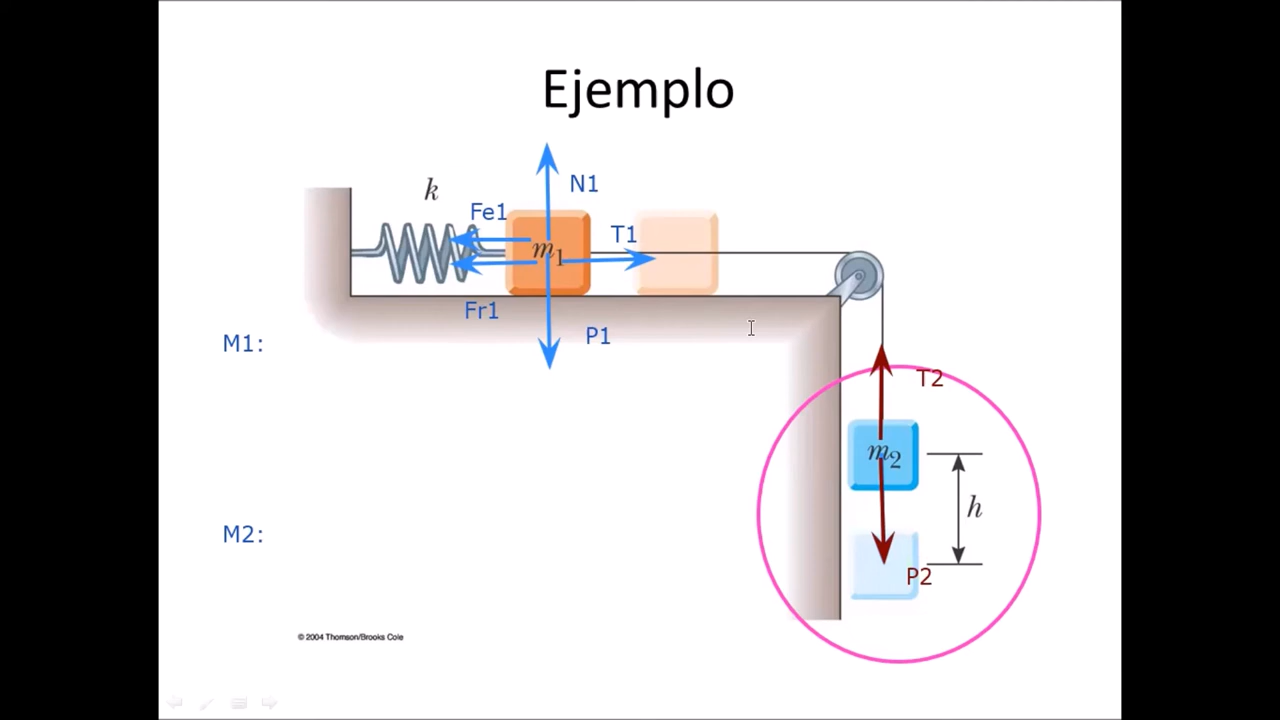 Ejemplo
k
N1
Fe1
T1
m1
Fr1
P1
M1:
T2
m2
h
M2:
P2
© 2004 Thomson/Brooks Cole